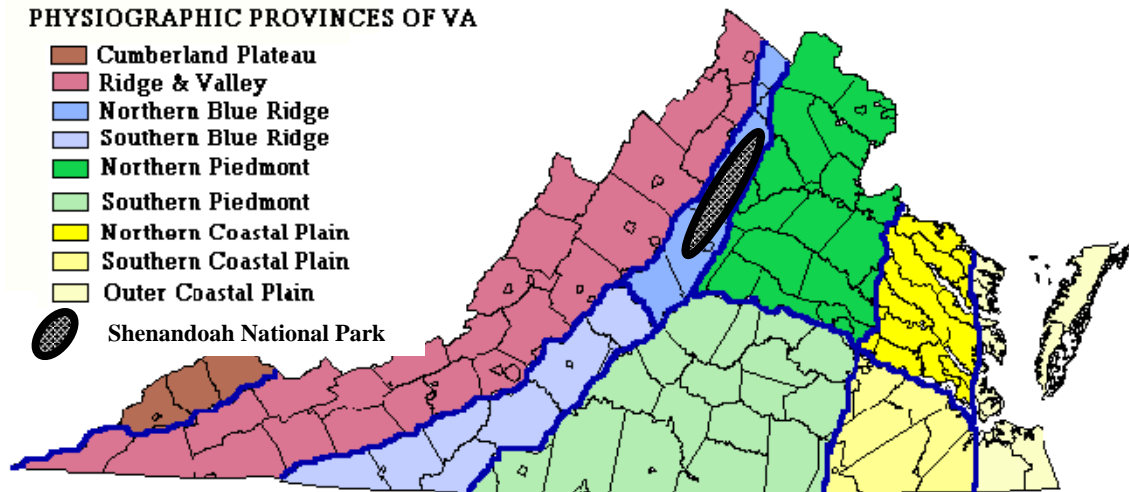 PHYSIOGRAPHIC PROVINCES OF VA
Cumberland Plateau
Ridge & Valley
Northern Blue Ridge
Southern Blue Ridge
Northern Piedmont
Southern Piedmont
Northern Coastal Plain
Southern Coastal Plain
Outer Coastal Plain
Shenandoah National Park